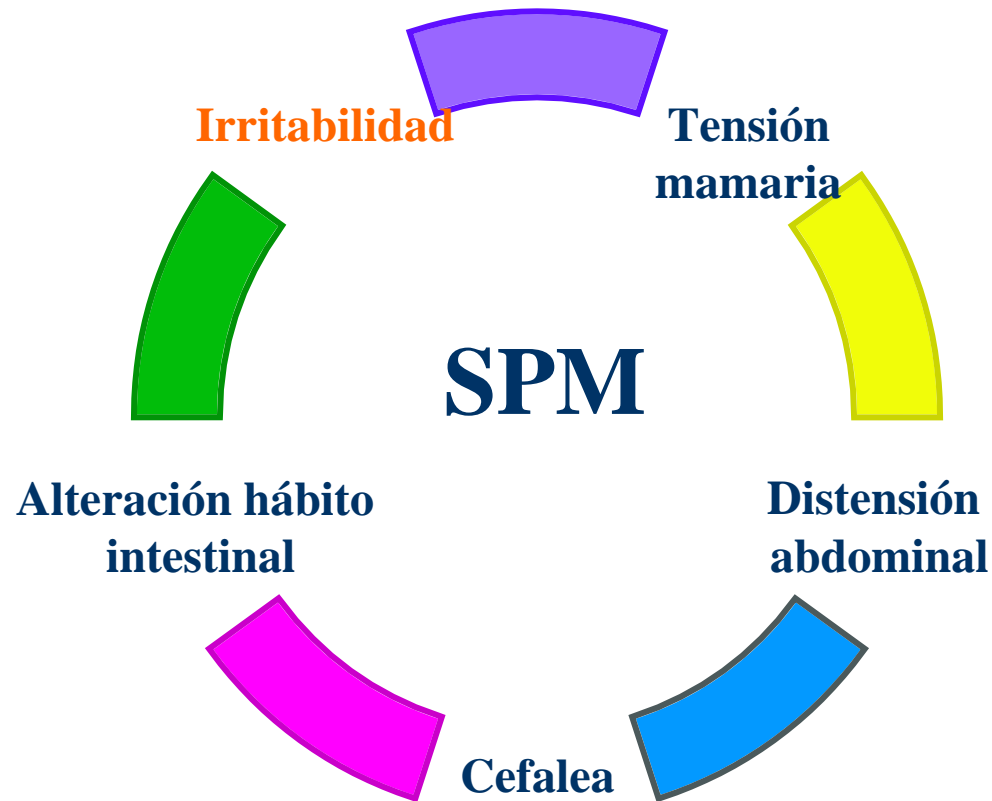 Irritabilidad
Tensión
mamaria
SPM
Alteración hábito
intestinal
Distensión
abdominal
Cefalea